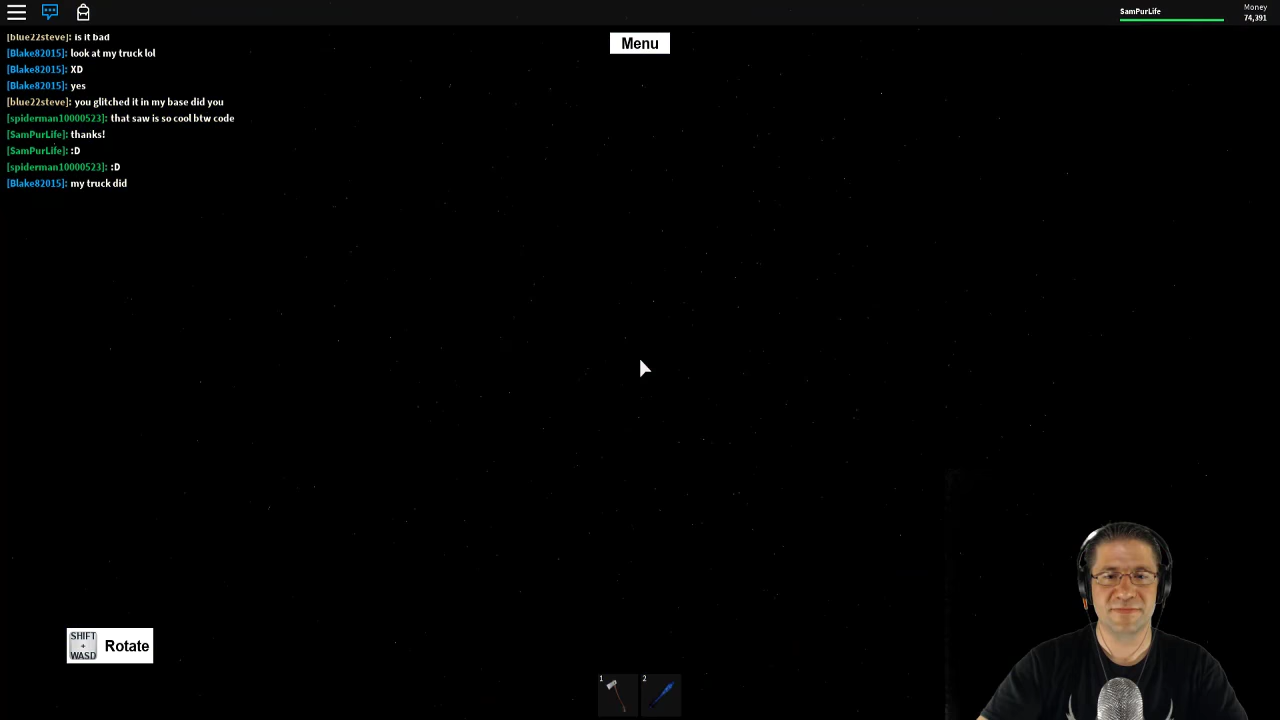 SamPurLife
Money
74,391
[blue22steve]: is it bad
[Blake82015]: look at my truck lol
[Blake82015]: XD
[Blake82015]: yes
[blue22steve]: you glitched it in my base did you
[spiderman10000523]: that saw is so cool btw code
[SamPurLife]: thanks!
[SamPurLife]: :D
[spiderman10000523]: :D
[Blake82015]: my truck did
Menu
SHIFT
+
WASD
Rotate
1
2